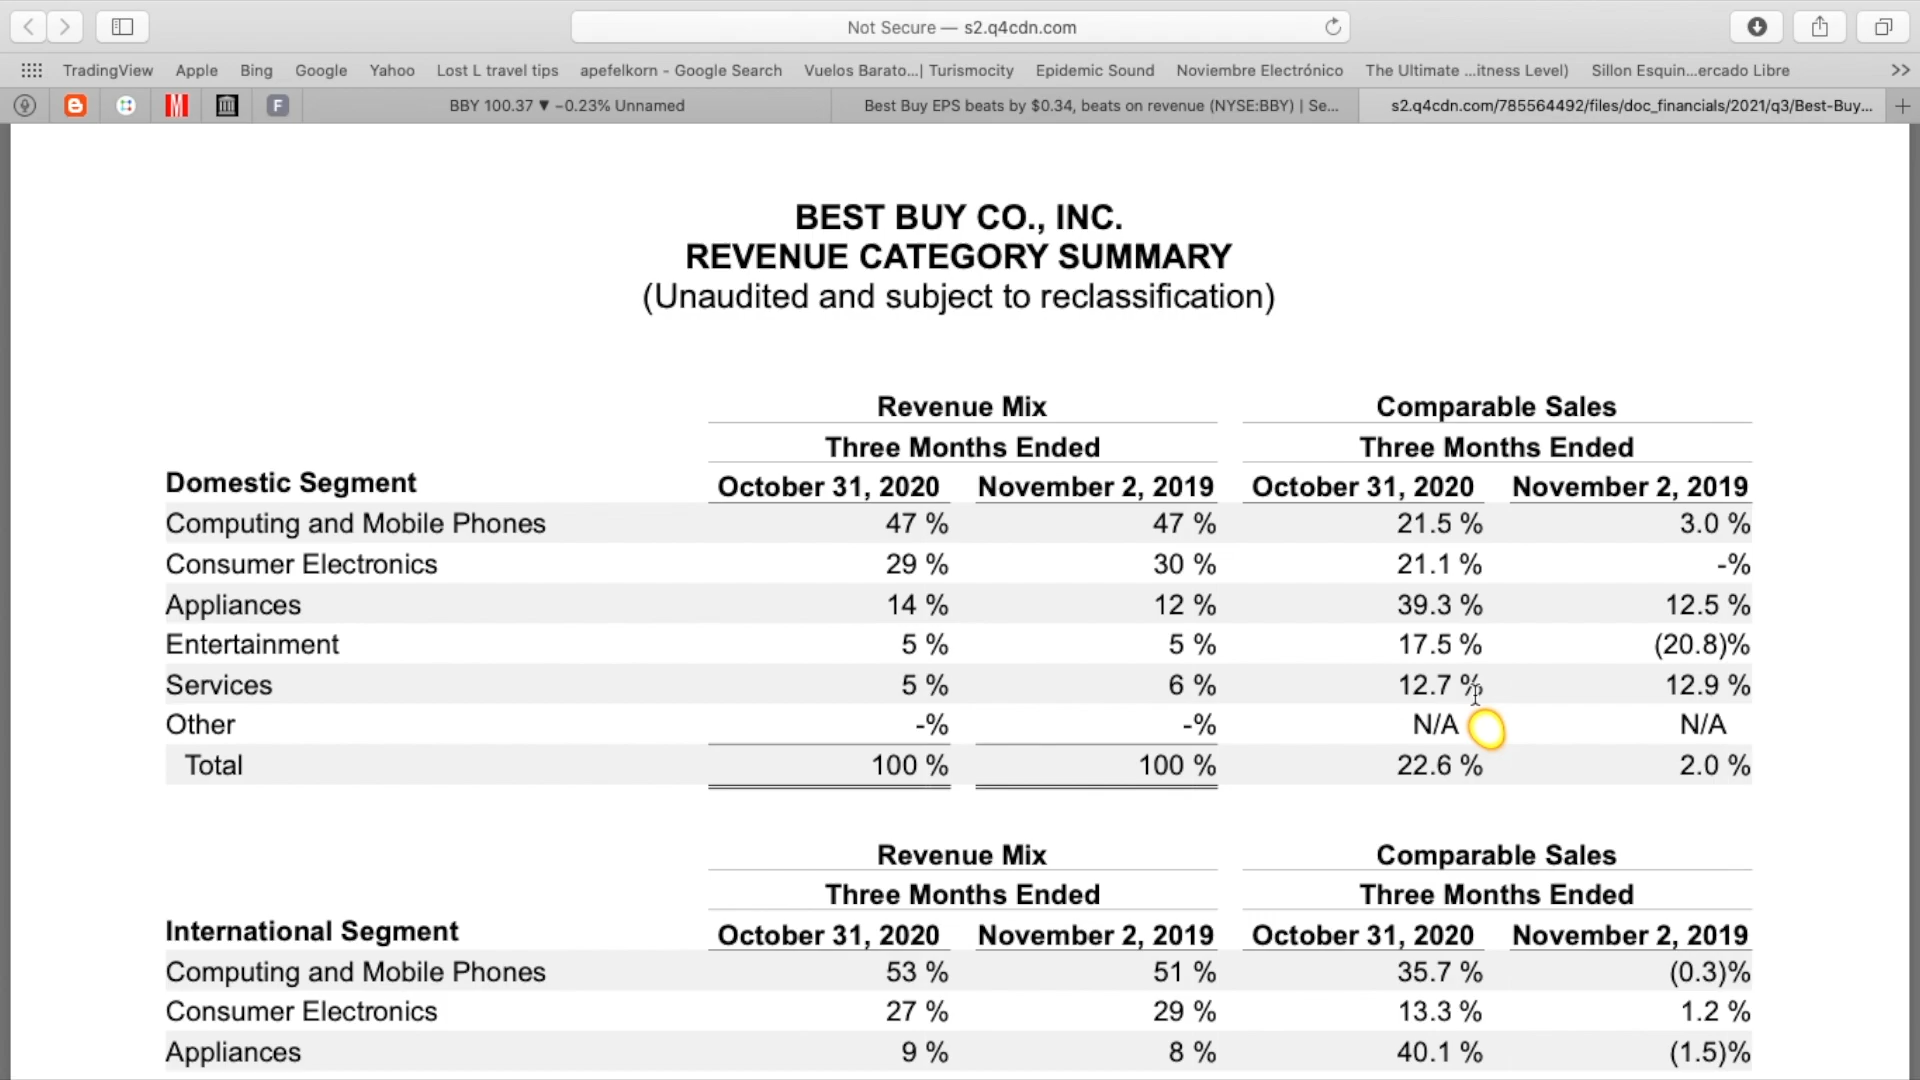 Not Secure — s2.q4cdn.com
TradingView Apple Bing Google Yahoo Lost L travel tips apefelkorn - Google Search Vuelos Barato...| Turismocity Epidemic Sound Noviembre Electrónico The Ultimate ...itness Level) Sillon Esquin...ercado Libre >>
F BBY 100.37 ▼ −0.23% Unnamed Best Buy EPS beats by $0.34, beats on revenue (NYSE:BBY) | Se... s2.q4cdn.com/785564492/files/doc_financials/2021/q3/Best-Buy... +
BEST BUY CO., INC.
REVENUE CATEGORY SUMMARY
(Unaudited and subject to reclassification)
Revenue Mix Comparable Sales
Three Months Ended Three Months Ended
Domestic Segment October 31, 2020 November 2, 2019 October 31, 2020 November 2, 2019
Computing and Mobile Phones 47 % 47 % 21.5 % 3.0 %
Consumer Electronics 29 % 30 % 21.1 % -%
Appliances 14 % 12 % 39.3 % 12.5 %
Entertainment 5 % 5 % 17.5 % (20.8)%
Services 5 % 6 % 12.7 % 12.9 %
Other -% -% N/A N/A
Total 100 % 100 % 22.6 % 2.0 %
Revenue Mix Comparable Sales
Three Months Ended Three Months Ended
International Segment October 31, 2020 November 2, 2019 October 31, 2020 November 2, 2019
Computing and Mobile Phones 53 % 51 % 35.7 % (0.3)%
Consumer Electronics 27 % 29 % 13.3 % 1.2 %
Appliances 9 % 8 % 40.1 % (1.5)%